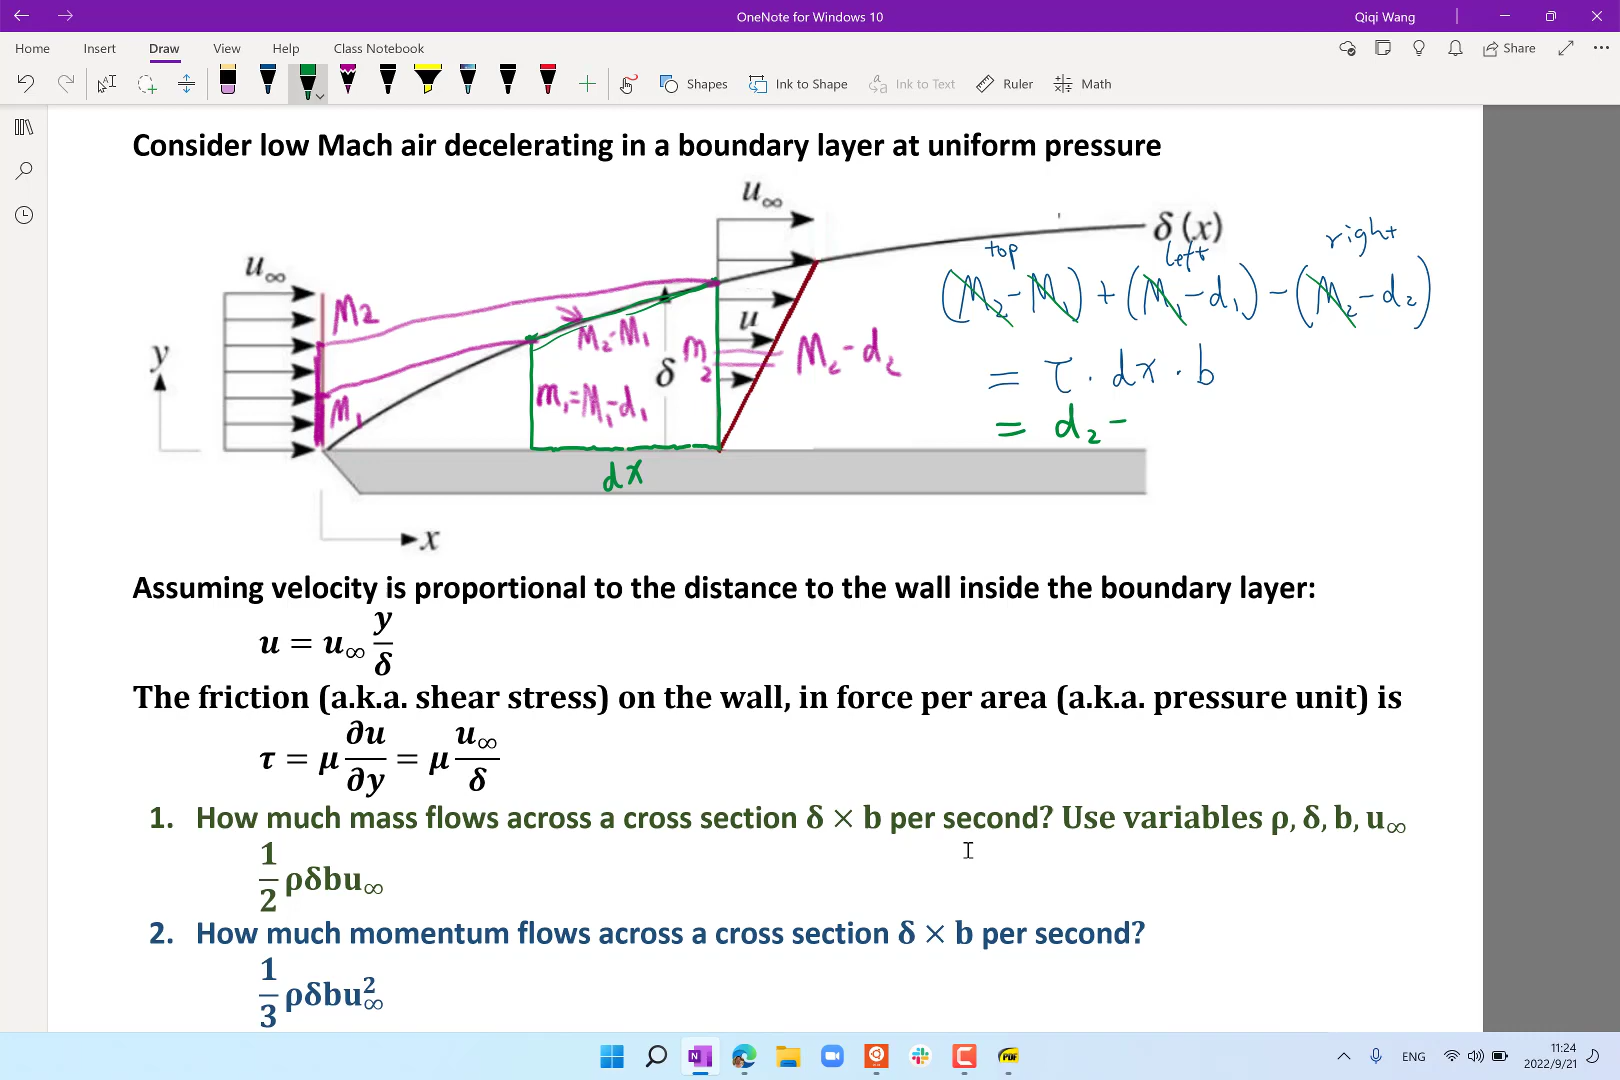 OneNote for Windows 10
Qiqi Wang
Home Insert Draw View Help Class Notebook
Share
Shapes Ink to Shape Ink to Text Ruler Math
Consider low Mach air decelerating in a boundary layer at uniform pressure
u∞
δ(x)
top
left
right
(M₂-M₁) + (M₁-d₁) - (M₂-d₂)
= τ · dx · b
= d₂ -
u∞
M2
M₁
y
M₂-M₁
m₁=M₁-d₁
δ
m₂
u
M₂-d₂
dx
x
Assuming velocity is proportional to the distance to the wall inside the boundary layer:
u = u∞ y/δ
The friction (a.k.a. shear stress) on the wall, in force per area (a.k.a. pressure unit) is
τ = μ ∂u/∂y = μ u∞/δ
1. How much mass flows across a cross section δ × b per second? Use variables ρ, δ, b, u∞
1/2 ρδbu∞
2. How much momentum flows across a cross section δ × b per second?
1/3 ρδbu∞²
PDF
ENG
11:24
2022/9/21